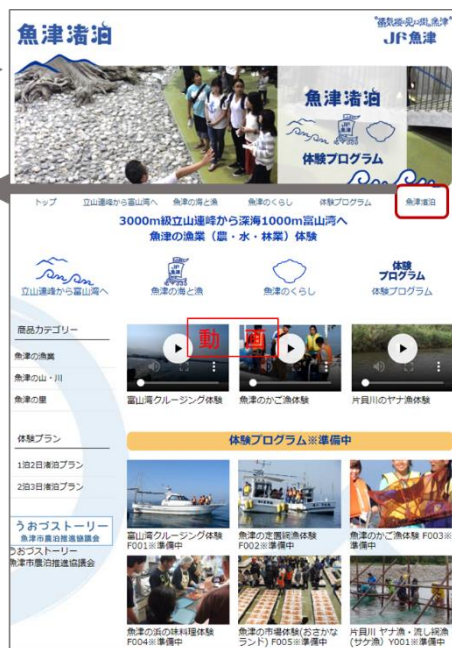 魚津渚泊
"蜃気楼の見える街、魚津"
JF魚津
魚津渚泊
体験プログラム
トップ 立山連峰から富山湾へ 魚津の海と漁 魚津のくらし 体験プログラム 魚津渚泊
3000m級立山連峰から深海1000m富山湾へ
魚津の漁業(農・水・林業)体験
立山連峰から富山湾へ
魚津の海と漁
魚津のくらし
体験
プログラム
体験プログラム
商品カテゴリー
魚津の漁業
魚津の山・川
魚津の里
動画
富山湾クルージング体験
魚津のかご漁体験
片貝川のヤナ漁体験
体験プラン
1泊2日渚泊プラン
2泊3日渚泊プラン
体験プログラム※準備中
うおづストーリー
魚津市農泊推進協議会
うおづストーリー
魚津市農泊推進協議会
富山湾クルージング体験
F001※準備中
魚津の定置網漁体験
F002※準備中
魚津のかご漁体験 F003※
準備中
魚津の浜の味料理体験
F004※準備中
魚津の市場体験(おさかな
ランド) F005※準備中
片貝川 ヤナ漁・流し網漁
(サケ漁) Y001※準備中